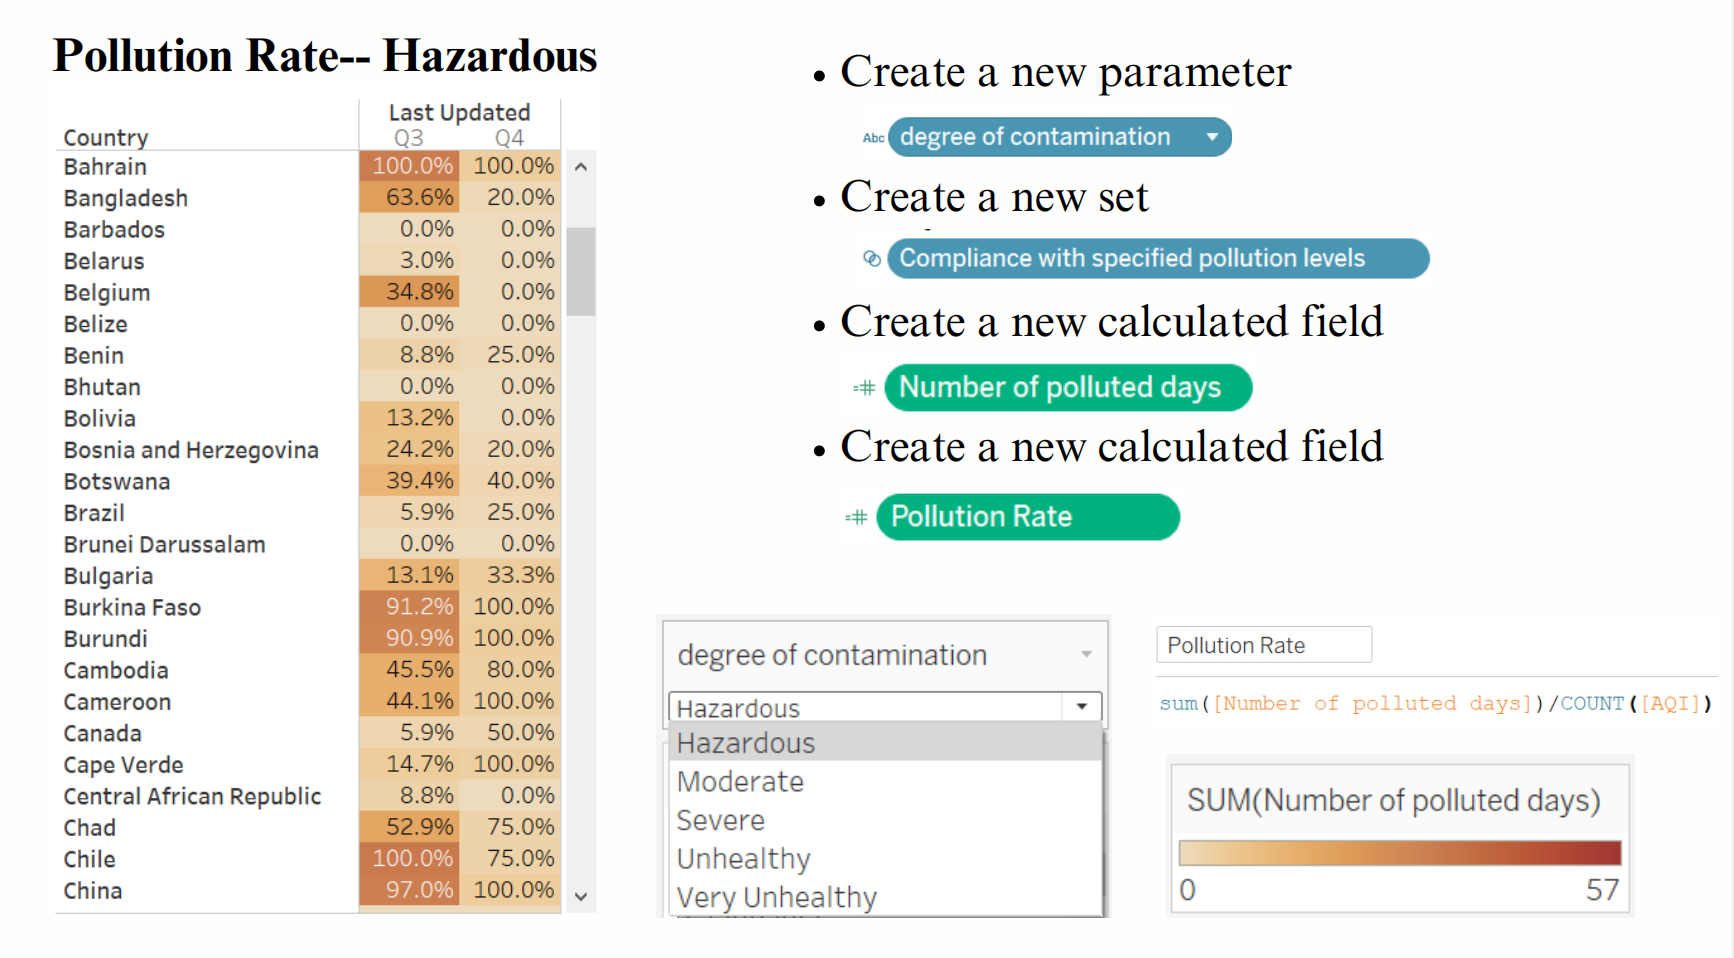 Pollution Rate-- Hazardous
Last Updated
Country Q3 Q4
Bahrain 100.0% 100.0%
Bangladesh 63.6% 20.0%
Barbados 0.0% 0.0%
Belarus 3.0% 0.0%
Belgium 34.8% 0.0%
Belize 0.0% 0.0%
Benin 8.8% 25.0%
Bhutan 0.0% 0.0%
Bolivia 13.2% 0.0%
Bosnia and Herzegovina 24.2% 20.0%
Botswana 39.4% 40.0%
Brazil 5.9% 25.0%
Brunei Darussalam 0.0% 0.0%
Bulgaria 13.1% 33.3%
Burkina Faso 91.2% 100.0%
Burundi 90.9% 100.0%
Cambodia 45.5% 80.0%
Cameroon 44.1% 100.0%
Canada 5.9% 50.0%
Cape Verde 14.7% 100.0%
Central African Republic 8.8% 0.0%
Chad 52.9% 75.0%
Chile 100.0% 75.0%
China 97.0% 100.0%
• Create a new parameter
Abc degree of contamination
• Create a new set
Compliance with specified pollution levels
• Create a new calculated field
=# Number of polluted days
• Create a new calculated field
=# Pollution Rate
degree of contamination
Hazardous
Hazardous
Moderate
Severe
Unhealthy
Very Unhealthy
Pollution Rate
sum([Number of polluted days])/COUNT([AQI])
SUM(Number of polluted days)
0 57